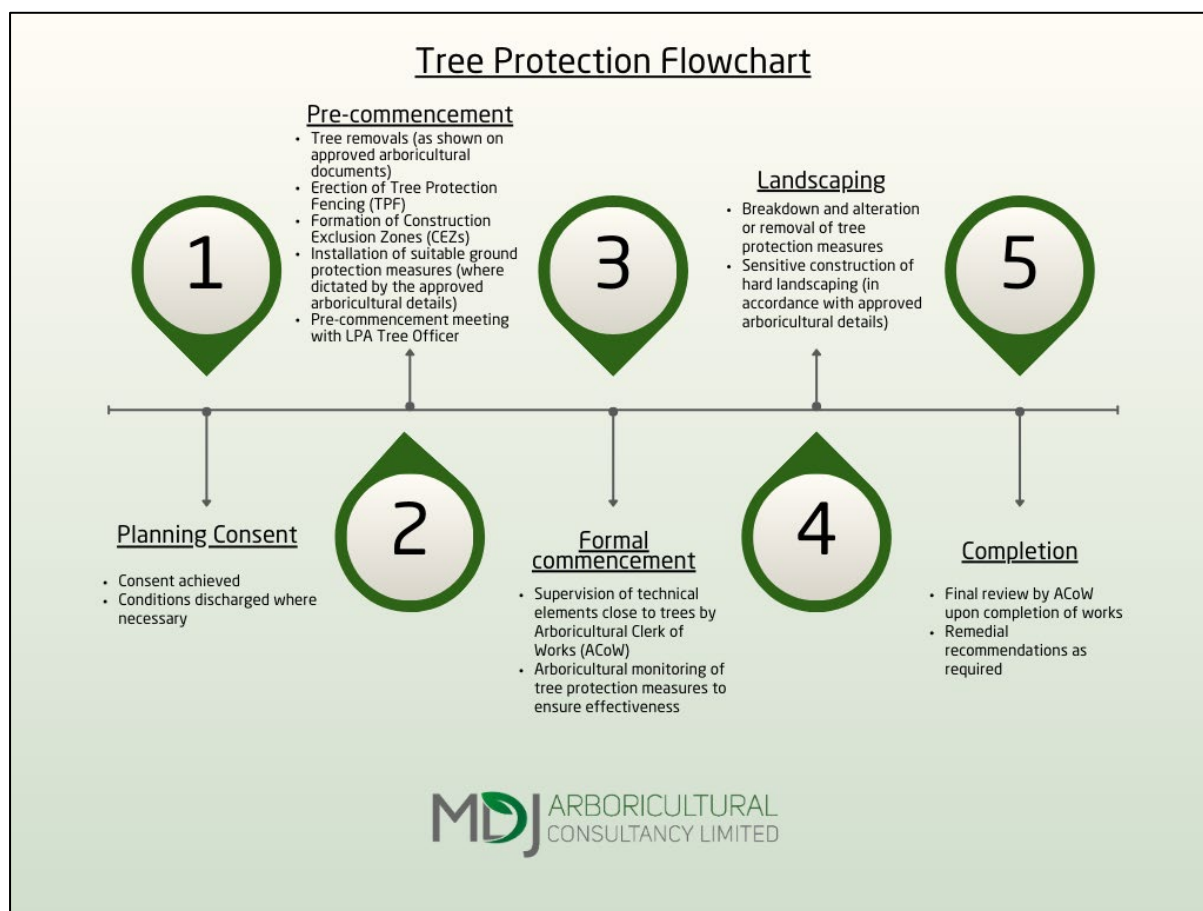 Tree Protection Flowchart
1
Planning Consent
• Consent achieved
• Conditions discharged where
necessary
2
Pre-commencement
• Tree removals (as shown on
approved arboricultural
documents)
• Erection of Tree Protection
Fencing (TPF)
• Formation of Construction
Exclusion Zones (CEZs)
• Installation of suitable ground
protection measures (where
dictated by the approved
arboricultural details)
• Pre-commencement meeting
with LPA Tree Officer
3
Formal
commencement
• Supervision of technical
elements close to trees by
Arboricultural Clerk of
Works (ACoW)
• Arboricultural monitoring of
tree protection measures to
ensure effectiveness
4
Landscaping
• Breakdown and alteration
or removal of tree
protection measures
• Sensitive construction of
hard landscaping (in
accordance with approved
arboricultural details)
5
Completion
• Final review by ACoW
upon completion of works
• Remedial
recommendations as
required
MDJ ARBORICULTURAL
CONSULTANCY LIMITED